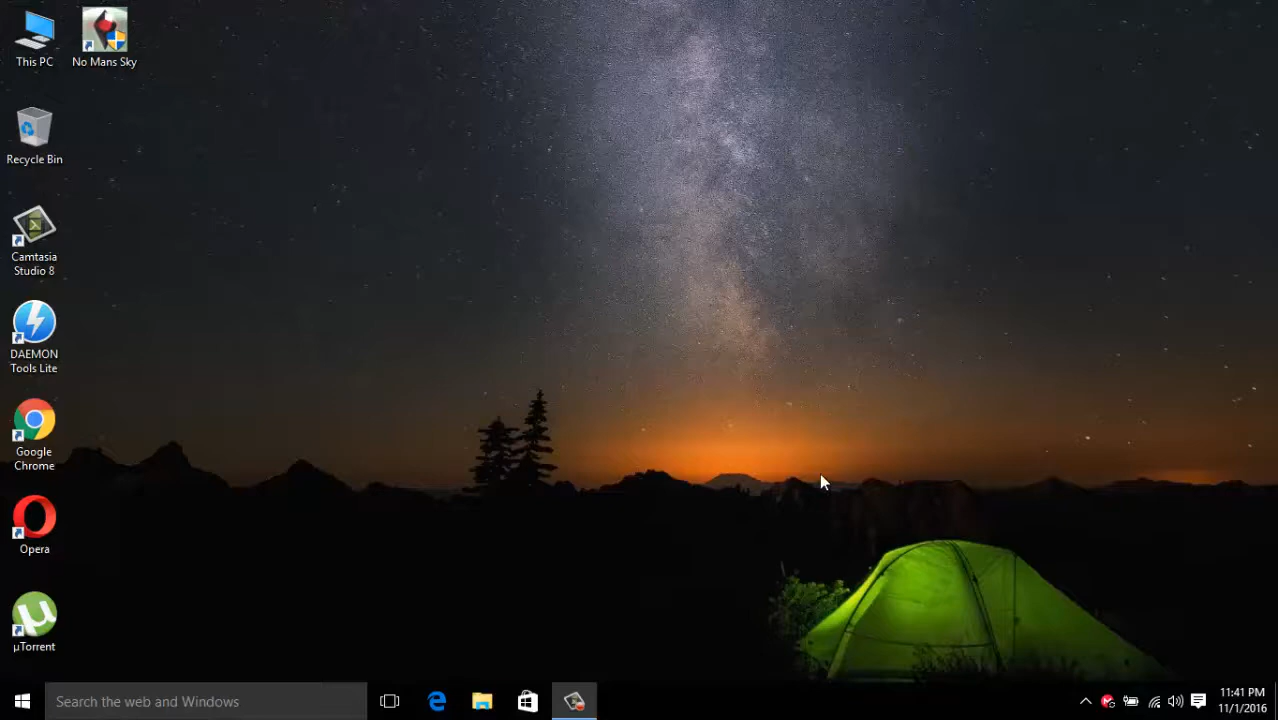 This PC
No Mans Sky
Recycle Bin
Camtasia
Studio 8
DAEMON
Tools Lite
Google
Chrome
Opera
µTorrent
Search the web and Windows
11:41 PM
11/1/2016